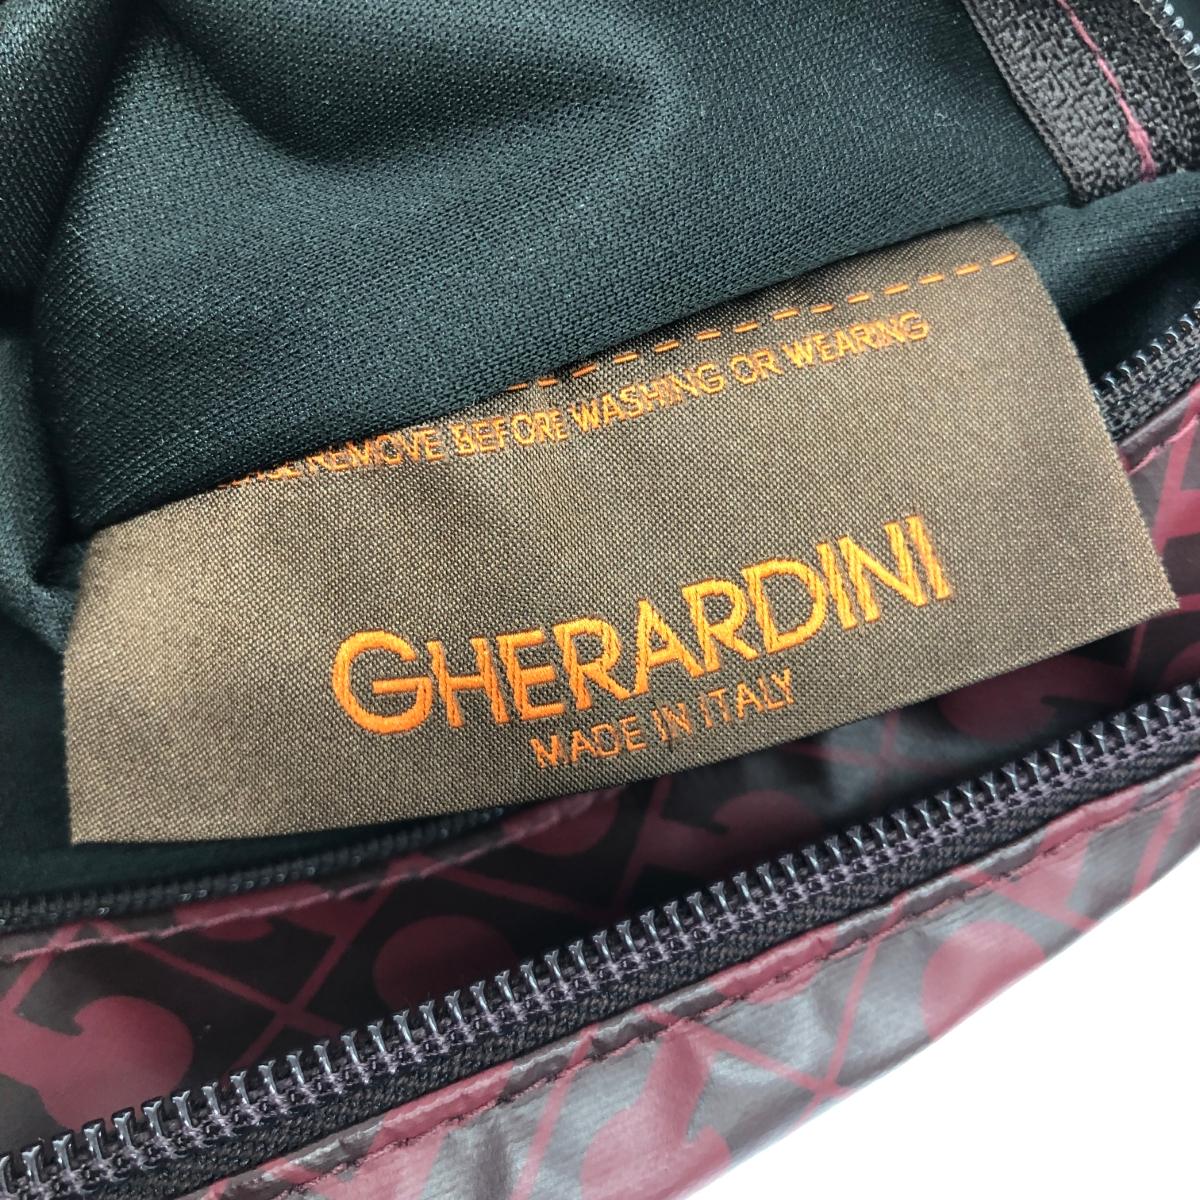 REMOVE BEFORE WASHING OR WEARING
GHERARDINI
MADE IN ITALY